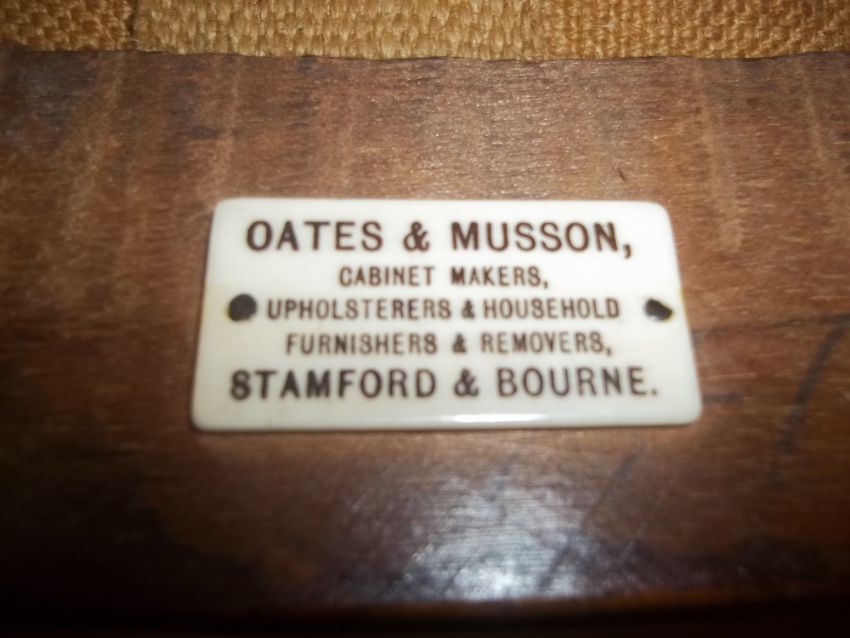 OATES & MUSSON,
CABINET MAKERS,
UPHOLSTERERS & HOUSEHOLD
FURNISHERS & REMOVERS,
STAMFORD & BOURNE.